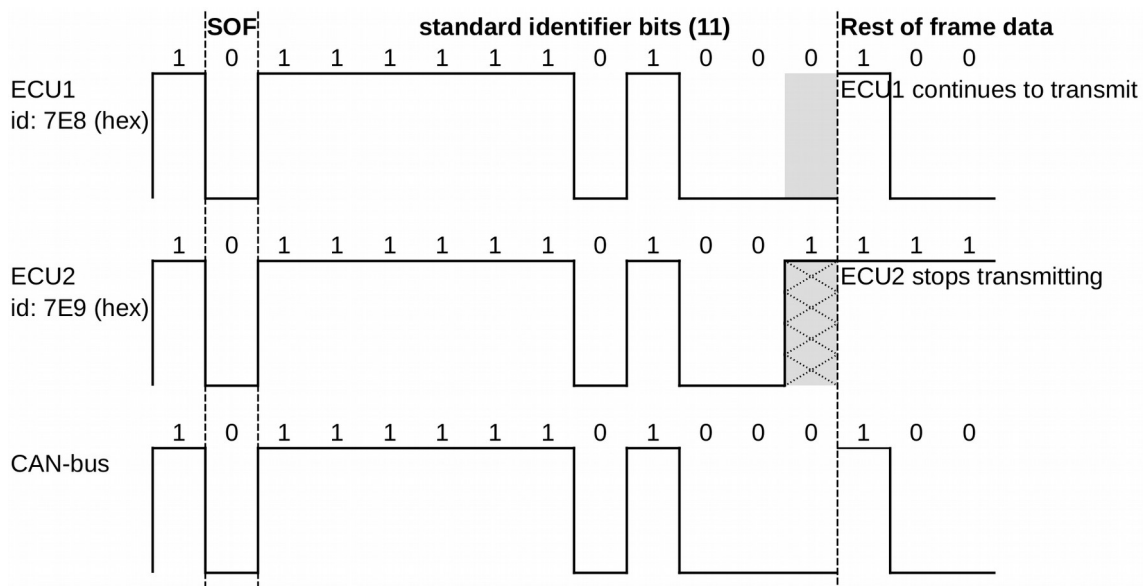 SOF standard identifier bits (11) Rest of frame data
1 0 1 1 1 1 1 1 0 1 0 0 0 1 0 0
ECU1 ECU1 continues to transmit
id: 7E8 (hex)
1 0 1 1 1 1 1 1 0 1 0 0 1 1 1 1
ECU2 ECU2 stops transmitting
id: 7E9 (hex)
1 0 1 1 1 1 1 1 0 1 0 0 0 1 0 0
CAN-bus